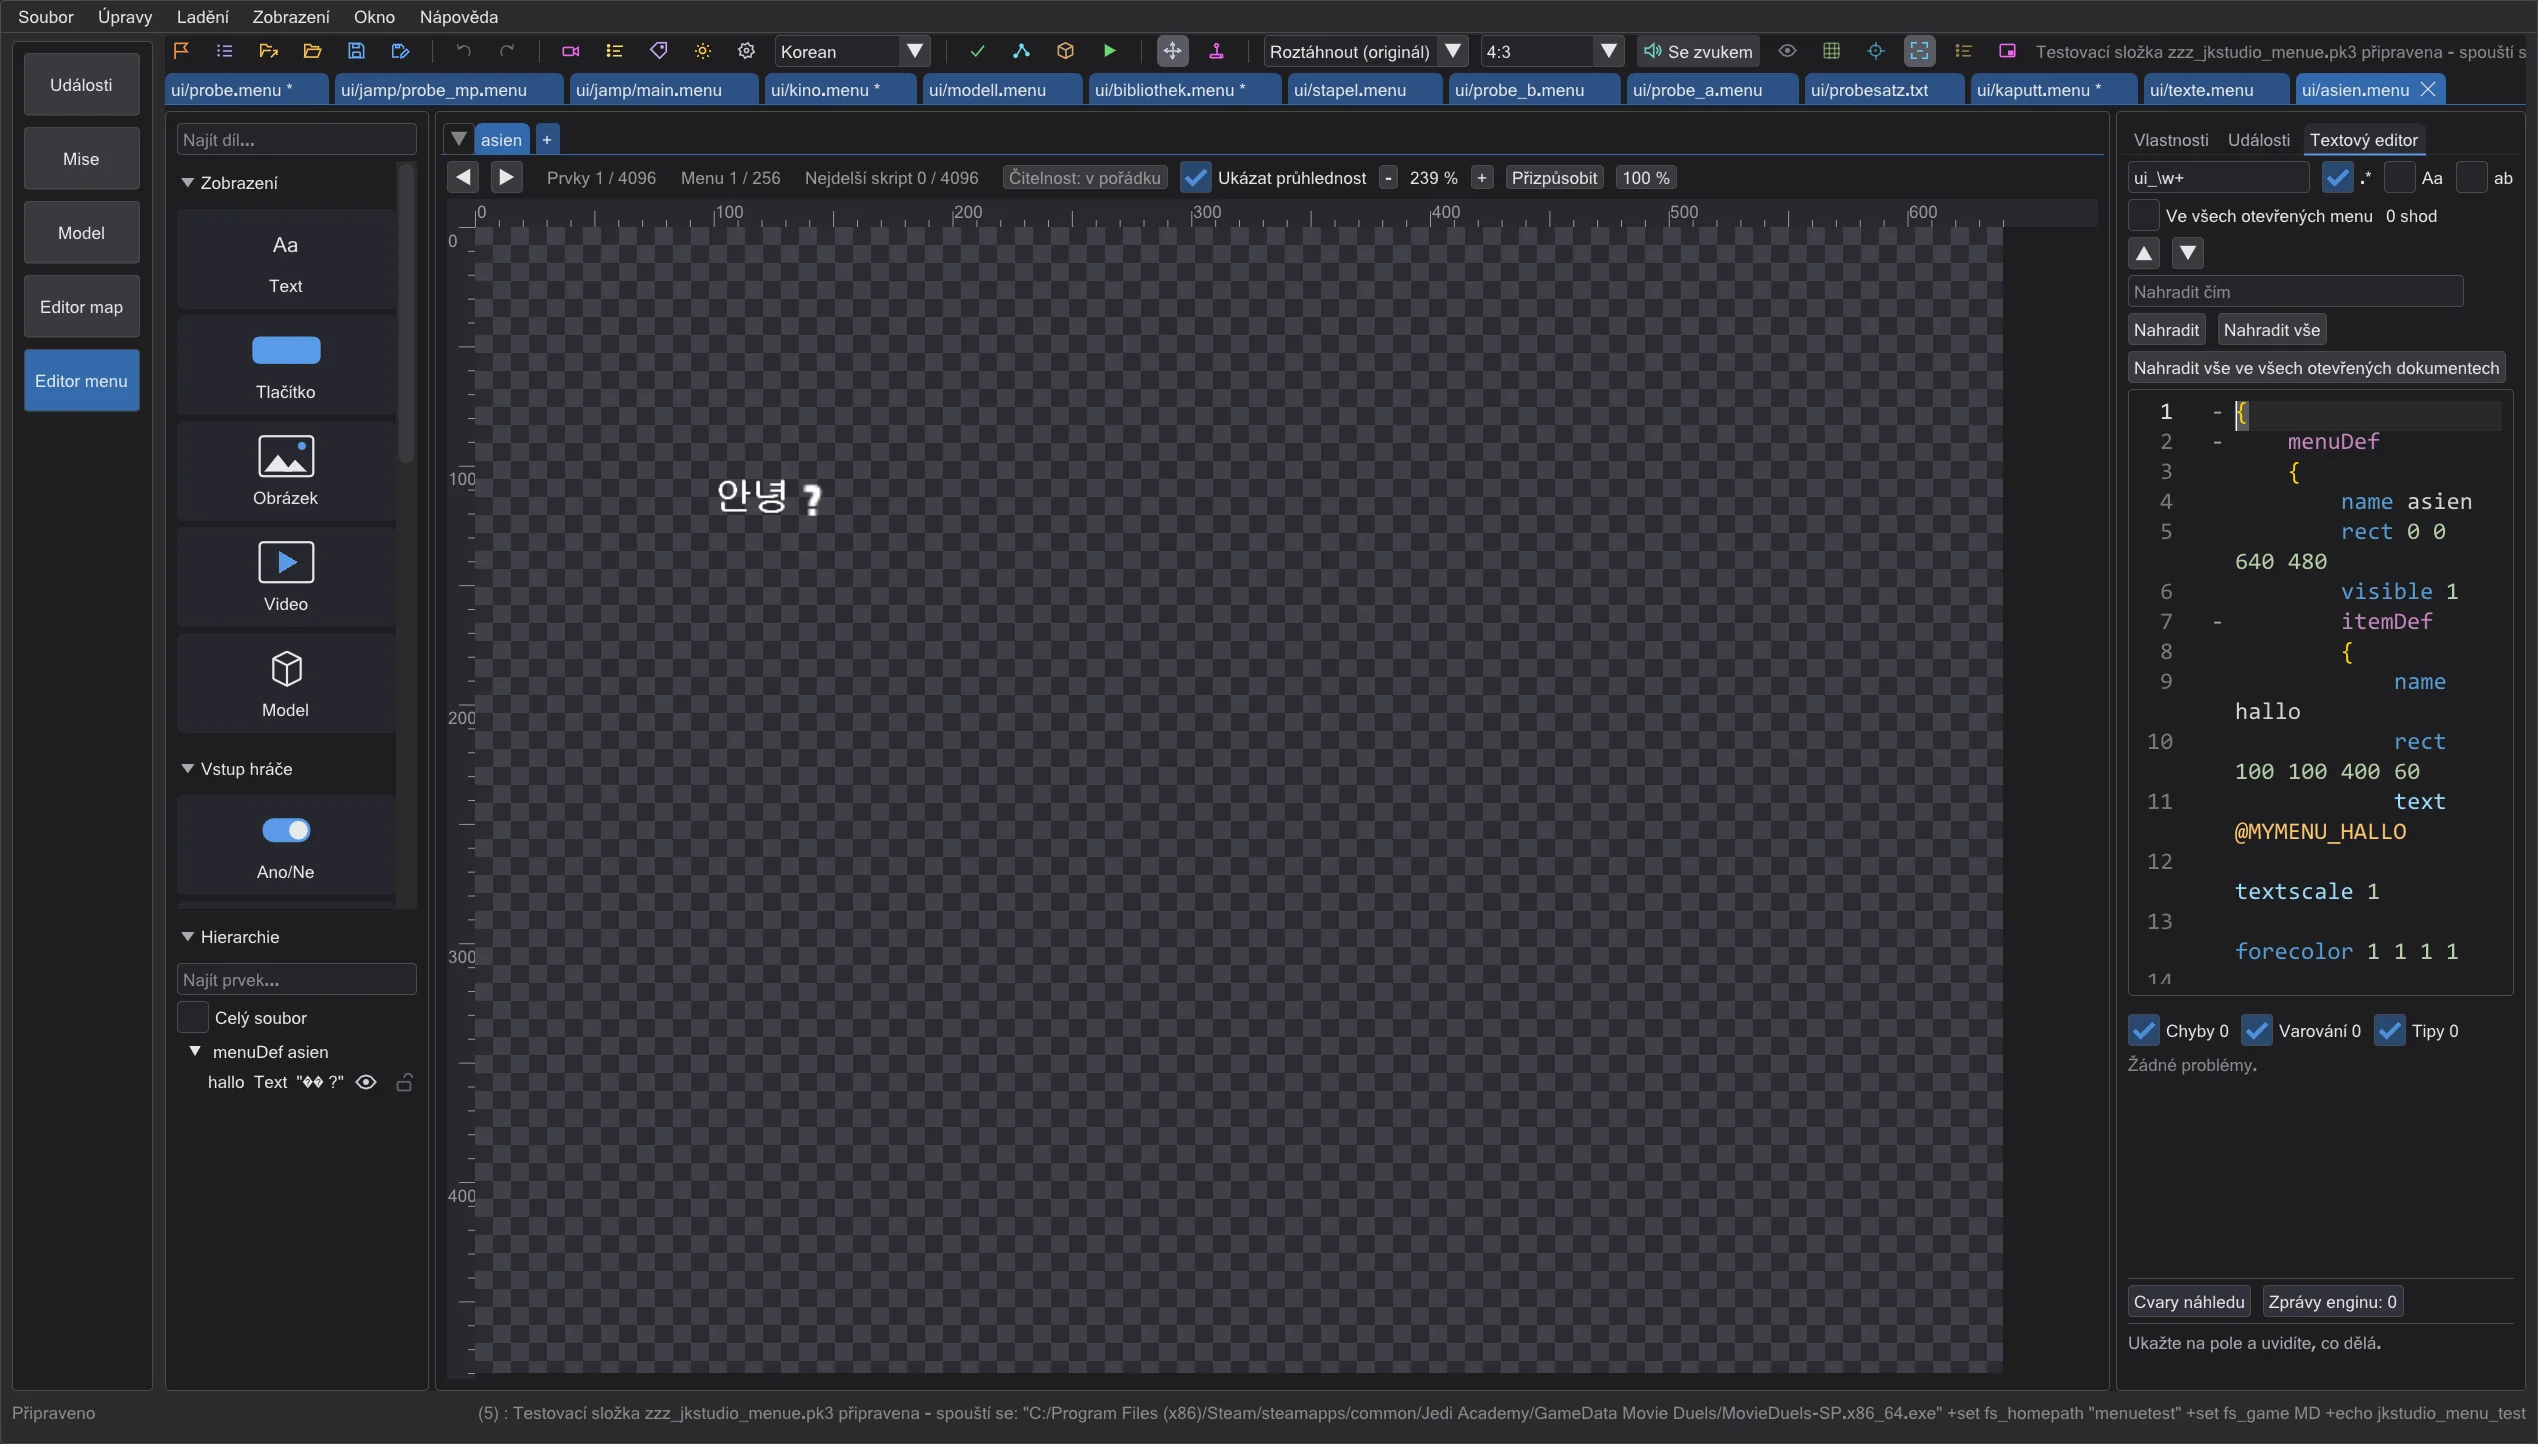 Soubor Úpravy Ladění Zobrazení Okno Nápověda
Korean
Roztáhnout (originál)
4:3
Se zvukem
Testovací složka zzz_jkstudio_menue.pk3 připravena - spouští s
ui/probe.menu * ui/jamp/probe_mp.menu ui/jamp/main.menu ui/kino.menu * ui/modell.menu ui/bibliothek.menu * ui/stapel.menu ui/probe_b.menu ui/probe_a.menu ui/probesatz.txt ui/kaputt.menu * ui/texte.menu ui/asien.menu
Události
Mise
Model
Editor map
Editor menu
Najít díl...
Zobrazení
Aa
Text
Tlačítko
Obrázek
Video
Model
Vstup hráče
Ano/Ne
Hierarchie
Najít prvek...
Celý soubor
menuDef asien
hallo Text "�� ?"
asien +
Prvky 1 / 4096 Menu 1 / 256 Nejdelší skript 0 / 4096 Čitelnost: v pořádku Ukázat průhlednost - 239 % + Přizpůsobit 100 %
0 100 200 300 400 500 600
0
100
200
300
400
안녕 ?
Vlastnosti Události Textový editor
ui_\w+ .* Aa ab
Ve všech otevřených menu 0 shod
Nahradit čím
Nahradit Nahradit vše
Nahradit vše ve všech otevřených dokumentech
1 - {
2 - menuDef
3 {
4 name asien
5 rect 0 0
640 480
6 visible 1
7 - itemDef
8 {
9 name
hallo
10 rect
100 100 400 60
11 text
@MYMENU_HALLO
12
textscale 1
13
forecolor 1 1 1 1
14
Chyby 0 Varování 0 Tipy 0
Žádné problémy.
Cvary náhledu Zprávy enginu: 0
Ukažte na pole a uvidíte, co dělá.
Připraveno
(5) : Testovací složka zzz_jkstudio_menue.pk3 připravena - spouští se: "C:/Program Files (x86)/Steam/steamapps/common/Jedi Academy/GameData Movie Duels/MovieDuels-SP.x86_64.exe" +set fs_homepath "menuetest" +set fs_game MD +echo jkstudio_menu_test